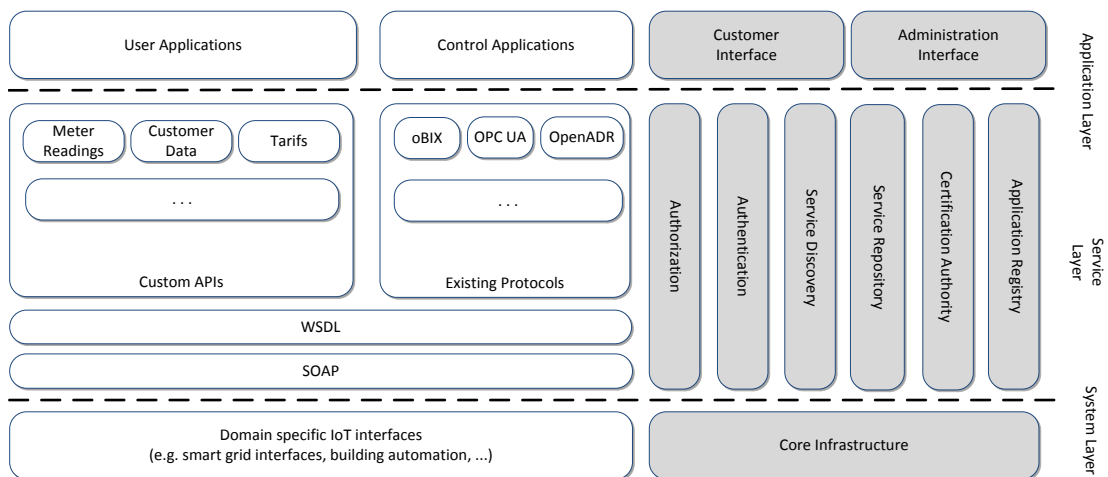 User Applications
Control Applications
Customer
Interface
Administration
Interface
Application Layer
Meter
Readings
Customer
Data
Tarifs
. . .
Custom APIs
oBIX
OPC UA
OpenADR
. . .
Existing Protocols
Authorization
Authentication
Service Discovery
Service Repository
Certification Authority
Application Registry
Service
Layer
WSDL
SOAP
Domain specific IoT interfaces
(e.g. smart grid interfaces, building automation, ...)
Core Infrastructure
System Layer